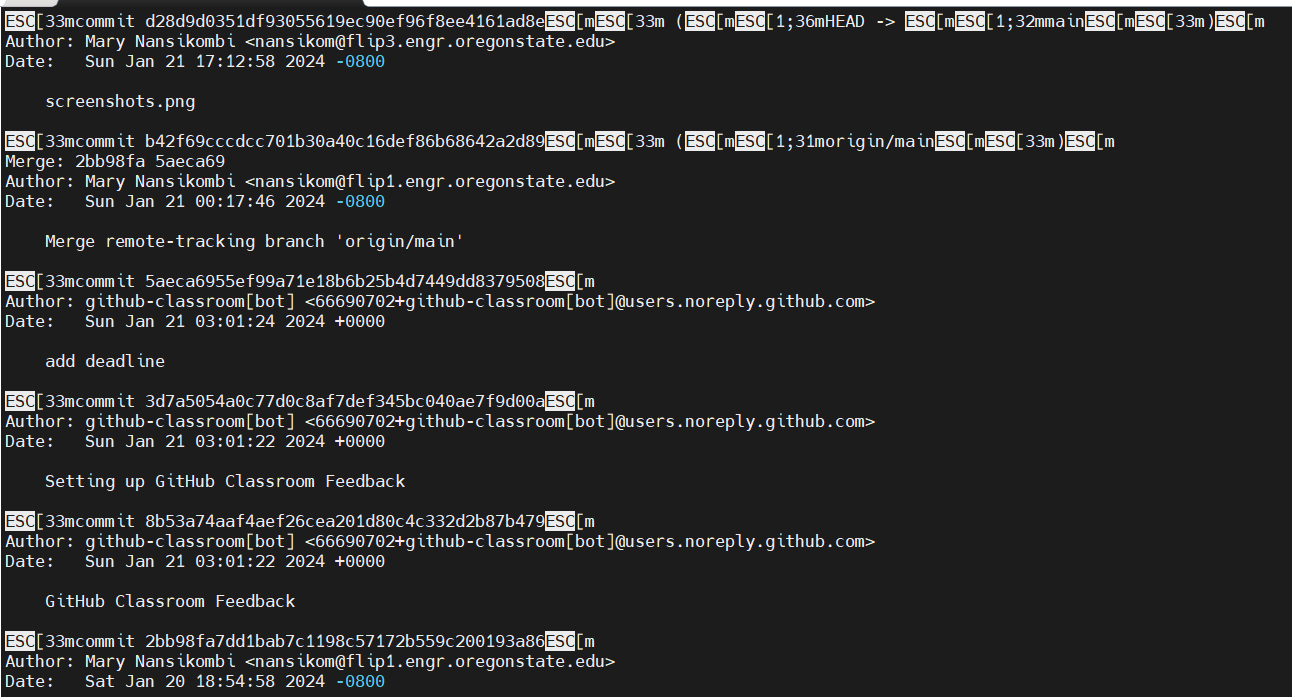 ESC[33mcommit d28d9d0351df93055619ec90ef96f8ee4161ad8eESC[mESC[33m (ESC[mESC[1;36mHEAD -> ESC[mESC[1;32mmainESC[mESC[33m)ESC[m
Author: Mary Nansikombi <nansikom@flip3.engr.oregonstate.edu>
Date:   Sun Jan 21 17:12:58 2024 -0800
screenshots.png
ESC[33mcommit b42f69cccdcc701b30a40c16def86b68642a2d89ESC[mESC[33m (ESC[mESC[1;31morigin/mainESC[mESC[33m)ESC[m
Merge: 2bb98fa 5aeca69
Author: Mary Nansikombi <nansikom@flip1.engr.oregonstate.edu>
Date:   Sun Jan 21 00:17:46 2024 -0800
Merge remote-tracking branch 'origin/main'
ESC[33mcommit 5aeca6955ef99a71e18b6b25b4d7449dd8379508ESC[m
Author: github-classroom[bot] <66690702+github-classroom[bot]@users.noreply.github.com>
Date:   Sun Jan 21 03:01:24 2024 +0000
add deadline
ESC[33mcommit 3d7a5054a0c77d0c8af7def345bc040ae7f9d00aESC[m
Author: github-classroom[bot] <66690702+github-classroom[bot]@users.noreply.github.com>
Date:   Sun Jan 21 03:01:22 2024 +0000
Setting up GitHub Classroom Feedback
ESC[33mcommit 8b53a74aaf4aef26cea201d80c4c332d2b87b479ESC[m
Author: github-classroom[bot] <66690702+github-classroom[bot]@users.noreply.github.com>
Date:   Sun Jan 21 03:01:22 2024 +0000
GitHub Classroom Feedback
ESC[33mcommit 2bb98fa7dd1bab7c1198c57172b559c200193a86ESC[m
Author: Mary Nansikombi <nansikom@flip1.engr.oregonstate.edu>
Date:   Sat Jan 20 18:54:58 2024 -0800